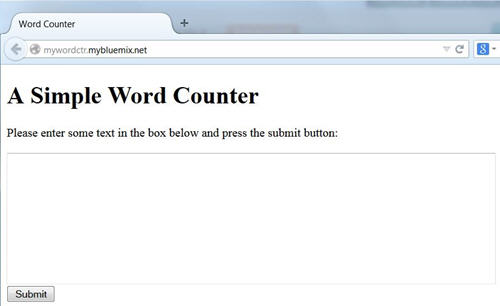 Word Counter
mywordctr.mybluemix.net
A Simple Word Counter
Please enter some text in the box below and press the submit button:
Submit